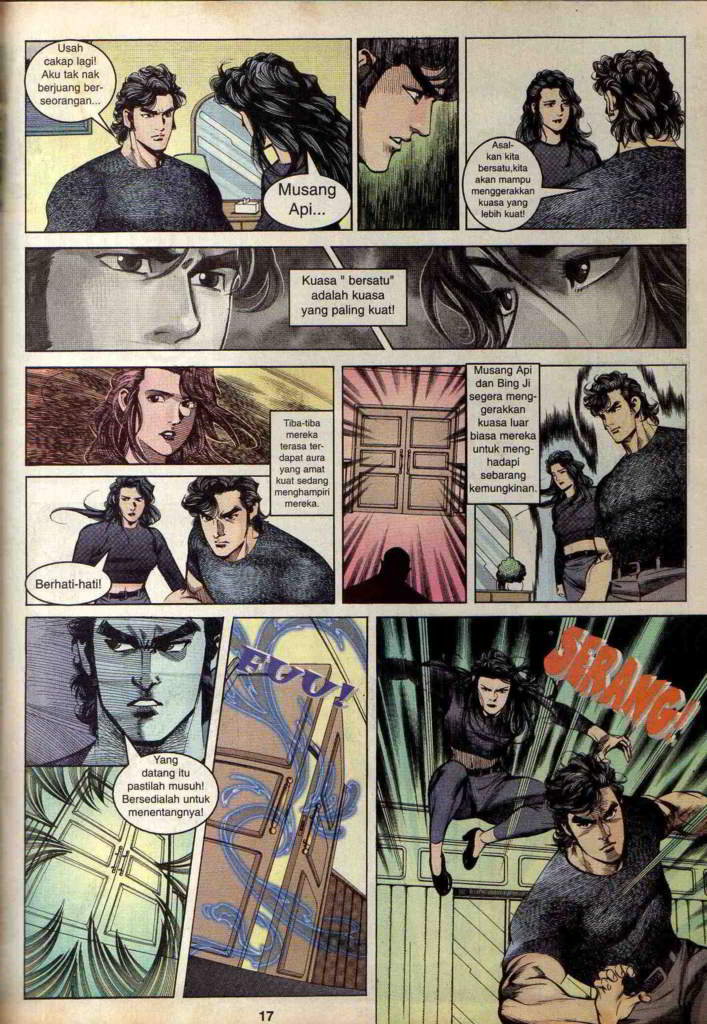 Usah
cakap lagi!
Aku tak nak
berjuang ber-
seorangan...
Musang
Api...
Asal-
kan kita
bersatu,kita
akan mampu
menggerakkan
kuasa yang
lebih kuat!
Kuasa " bersatu"
adalah kuasa
yang paling kuat!
Tiba-tiba
mereka
terasa ter-
dapat aura
yang amat
kuat sedang
menghampiri
mereka.
Berhati-hati!
Musang Api
dan Bing Ji
segera meng-
gerakkan
kuasa luar
biasa mereka
untuk meng-
hadapi
sebarang
kemungkinan.
Yang
datang itu
pastilah musuh!
Bersedialah untuk
menentangnya!
FUU!
SERANG!
17